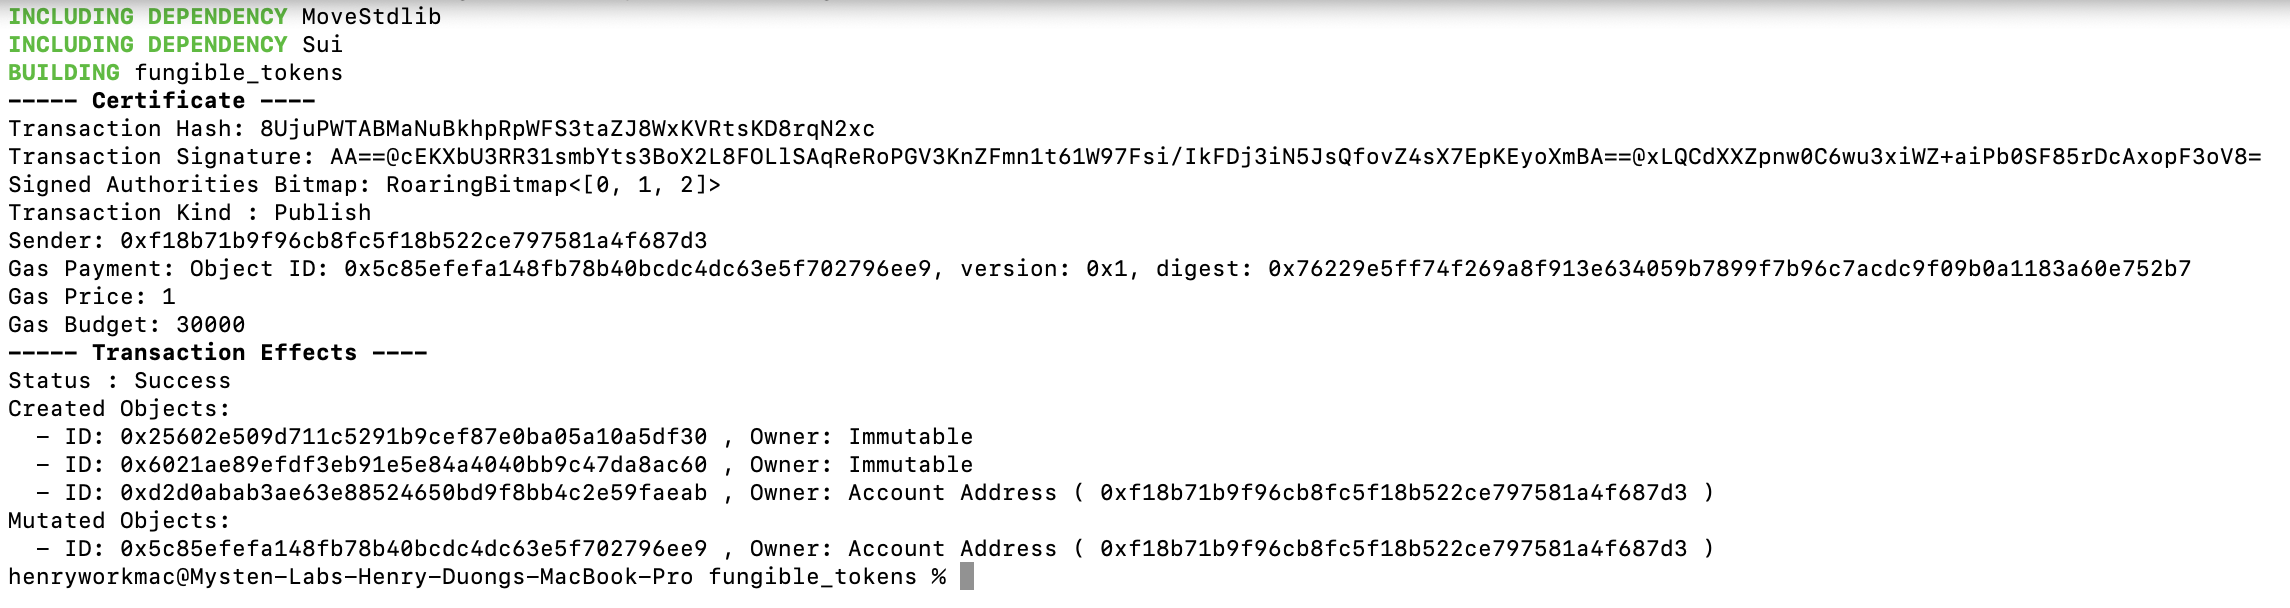 INCLUDING DEPENDENCY MoveStdlib
INCLUDING DEPENDENCY Sui
BUILDING fungible_tokens
----- Certificate ----
Transaction Hash: 8UjuPWTABMaNuBkhpRpWFS3taZJ8WxKVRtsKD8rqN2xc
Transaction Signature: AA==@cEKXbU3RR31smbYts3BoX2L8FOLlSAqReRoPGV3KnZFmn1t61W97Fsi/IkFDj3iN5JsQfovZ4sX7EpKEyoXmBA==@xLQCdXXZpnw0C6wu3xiWZ+aiPb0SF85rDcAxopF3oV8=
Signed Authorities Bitmap: RoaringBitmap<[0, 1, 2]>
Transaction Kind : Publish
Sender: 0xf18b71b9f96cb8fc5f18b522ce797581a4f687d3
Gas Payment: Object ID: 0x5c85efefa148fb78b40bcdc4dc63e5f702796ee9, version: 0x1, digest: 0x76229e5ff74f269a8f913e634059b7899f7b96c7acdc9f09b0a1183a60e752b7
Gas Price: 1
Gas Budget: 30000
----- Transaction Effects ----
Status : Success
Created Objects:
  - ID: 0x25602e509d711c5291b9cef87e0ba05a10a5df30 , Owner: Immutable
  - ID: 0x6021ae89efdf3eb91e5e84a4040bb9c47da8ac60 , Owner: Immutable
  - ID: 0xd2d0abab3ae63e88524650bd9f8bb4c2e59faeab , Owner: Account Address ( 0xf18b71b9f96cb8fc5f18b522ce797581a4f687d3 )
Mutated Objects:
  - ID: 0x5c85efefa148fb78b40bcdc4dc63e5f702796ee9 , Owner: Account Address ( 0xf18b71b9f96cb8fc5f18b522ce797581a4f687d3 )
henryworkmac@Mysten-Labs-Henry-Duongs-MacBook-Pro fungible_tokens %